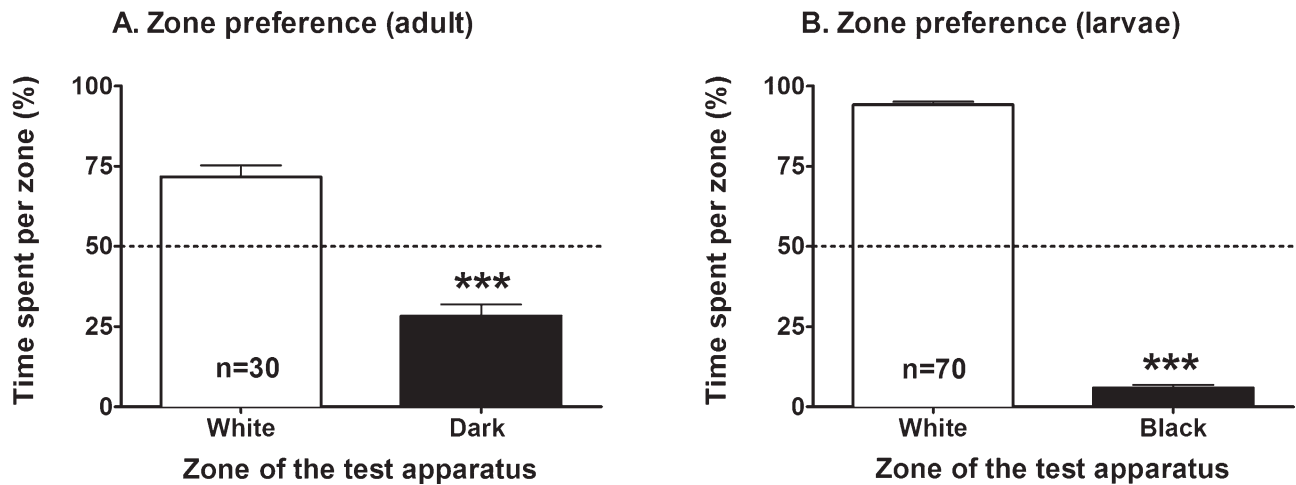 A. Zone preference (adult)
Time spent per zone (%)
100
75
50
25
0
***
n=30
White Dark
Zone of the test apparatus
B. Zone preference (larvae)
Time spent per zone (%)
100
75
50
25
0
***
n=70
White Black
Zone of the test apparatus